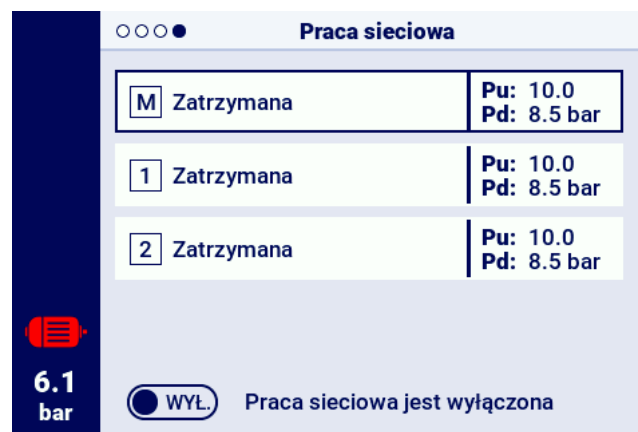 Praca sieciowa
M Zatrzymana
Pu: 10.0
Pd: 8.5 bar
1 Zatrzymana
Pu: 10.0
Pd: 8.5 bar
2 Zatrzymana
Pu: 10.0
Pd: 8.5 bar
6.1
bar
WYŁ. Praca sieciowa jest wyłączona